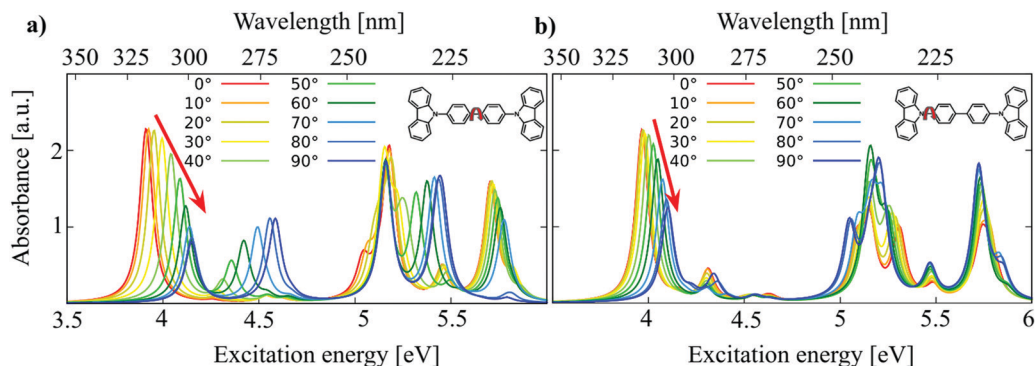 Wavelength [nm]
a)
350 325 300 275 250 225
Absorbance [a.u.]
2
1
0° 50°
10° 60°
20° 70°
30° 80°
40° 90°
N
N
3.5 4 4.5 5 5.5
Excitation energy [eV]
Wavelength [nm]
b)
350 325 300 275 250 225
0° 50°
10° 60°
20° 70°
30° 80°
40° 90°
N
N
4 4.5 5 5.5 6
Excitation energy [eV]